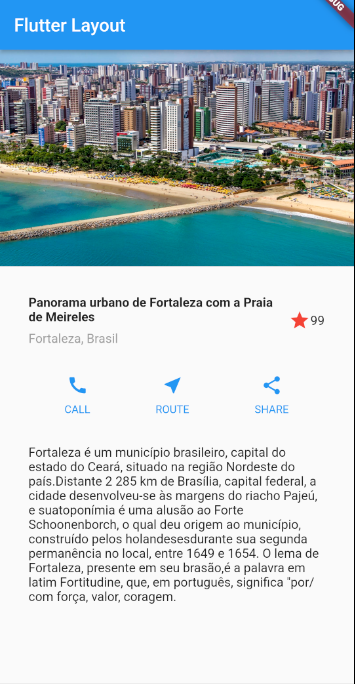 Flutter Layout
Panorama urbano de Fortaleza com a Praia
de Meireles
Fortaleza, Brasil
99
CALL
ROUTE
SHARE
Fortaleza é um município brasileiro, capital do
estado do Ceará, situado na região Nordeste do
país.Distante 2 285 km de Brasília, capital federal, a
cidade desenvolveu-se às margens do riacho Pajeú,
e suatoponímia é uma alusão ao Forte
Schoonenborch, o qual deu origem ao município,
construído pelos holandesesdurante sua segunda
permanência no local, entre 1649 e 1654. O lema de
Fortaleza, presente em seu brasão,é a palavra em
latim Fortitudine, que, em português, significa "por/
com força, valor, coragem.